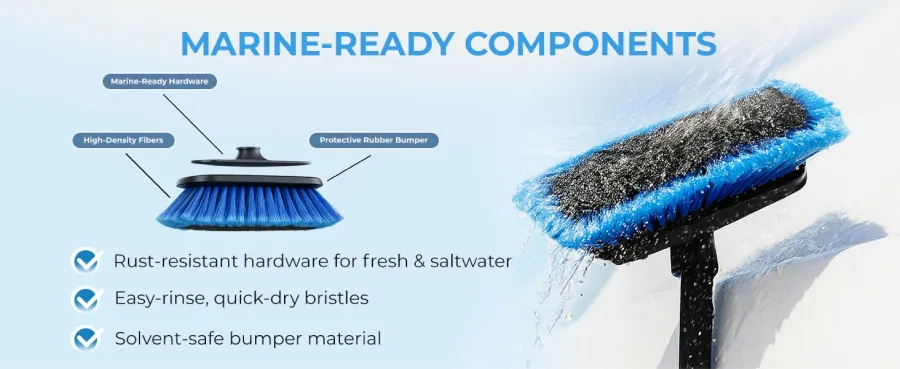 MARINE-READY COMPONENTS
Marine-Ready Hardware
High-Density Fibers
Protective Rubber Bumper
Rust-resistant hardware for fresh & saltwater
Easy-rinse, quick-dry bristles
Solvent-safe bumper material